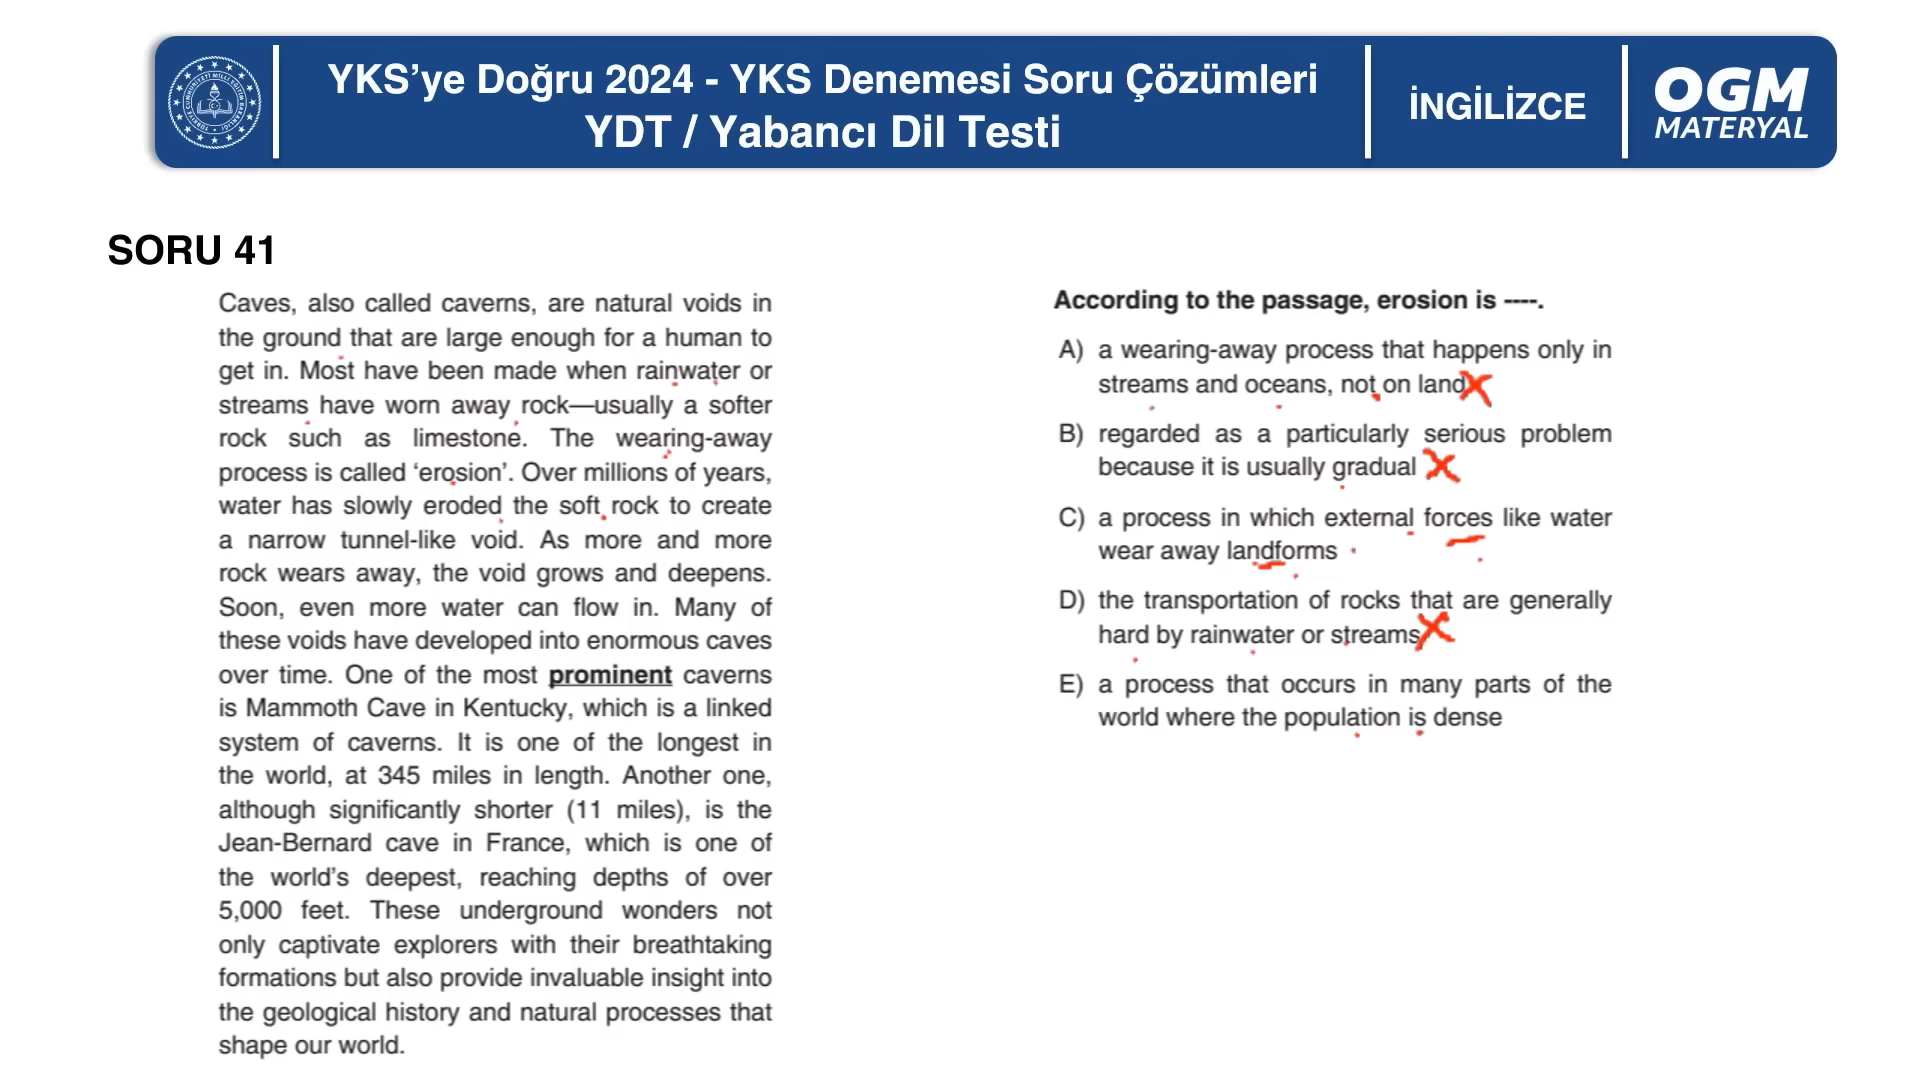 YKS'ye Doğru 2024 - YKS Denemesi Soru Çözümleri
YDT / Yabancı Dil Testi
İNGİLİZCE
OGM
MATERYAL
SORU 41
Caves, also called caverns, are natural voids in
the ground that are large enough for a human to
get in. Most have been made when rainwater or
streams have worn away rock—usually a softer
rock such as limestone. The wearing-away
process is called ‘erosion’. Over millions of years,
water has slowly eroded the soft rock to create
a narrow tunnel-like void. As more and more
rock wears away, the void grows and deepens.
Soon, even more water can flow in. Many of
these voids have developed into enormous caves
over time. One of the most prominent caverns
is Mammoth Cave in Kentucky, which is a linked
system of caverns. It is one of the longest in
the world, at 345 miles in length. Another one,
although significantly shorter (11 miles), is the
Jean-Bernard cave in France, which is one of
the world's deepest, reaching depths of over
5,000 feet. These underground wonders not
only captivate explorers with their breathtaking
formations but also provide invaluable insight into
the geological history and natural processes that
shape our world.
According to the passage, erosion is ----.
A) a wearing-away process that happens only in
streams and oceans, not on land
B) regarded as a particularly serious problem
because it is usually gradual
C) a process in which external forces like water
wear away landforms
D) the transportation of rocks that are generally
hard by rainwater or streams
E) a process that occurs in many parts of the
world where the population is dense